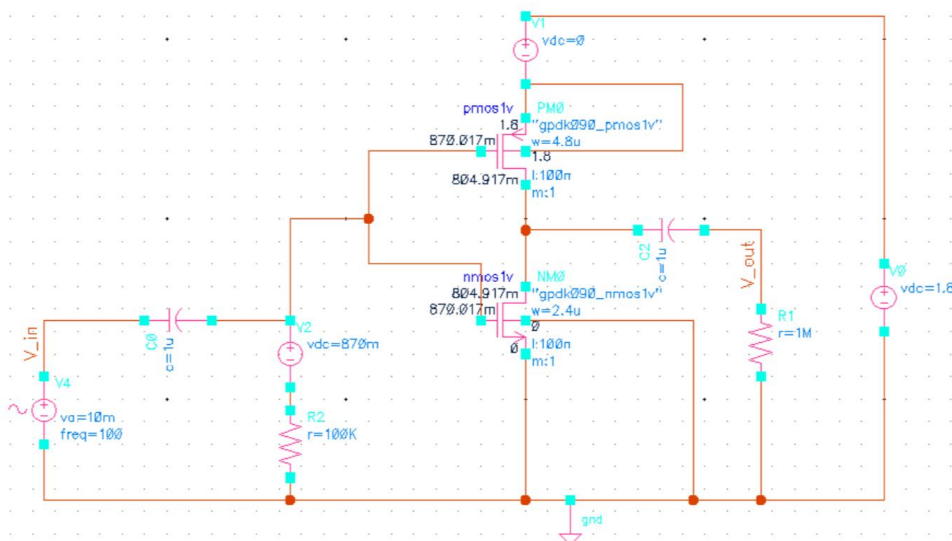 V1
vdc=0
pmos1v
PM0
1.8
"gpdk090_pmos1v"
870.017m
w=4.8u
1.8
804.917m
l:100n
m:1
C2
c=1u
V_out
nmos1v
NM0
804.917m
"gpdk090_nmos1v"
870.017m
w=2.4u
0
l:100n
0
m:1
V0
vdc=1.8
R1
r=1M
V_in
C0
c=1u
V2
vdc=870m
V4
va=10m
freq=100
R2
r=100K
gnd